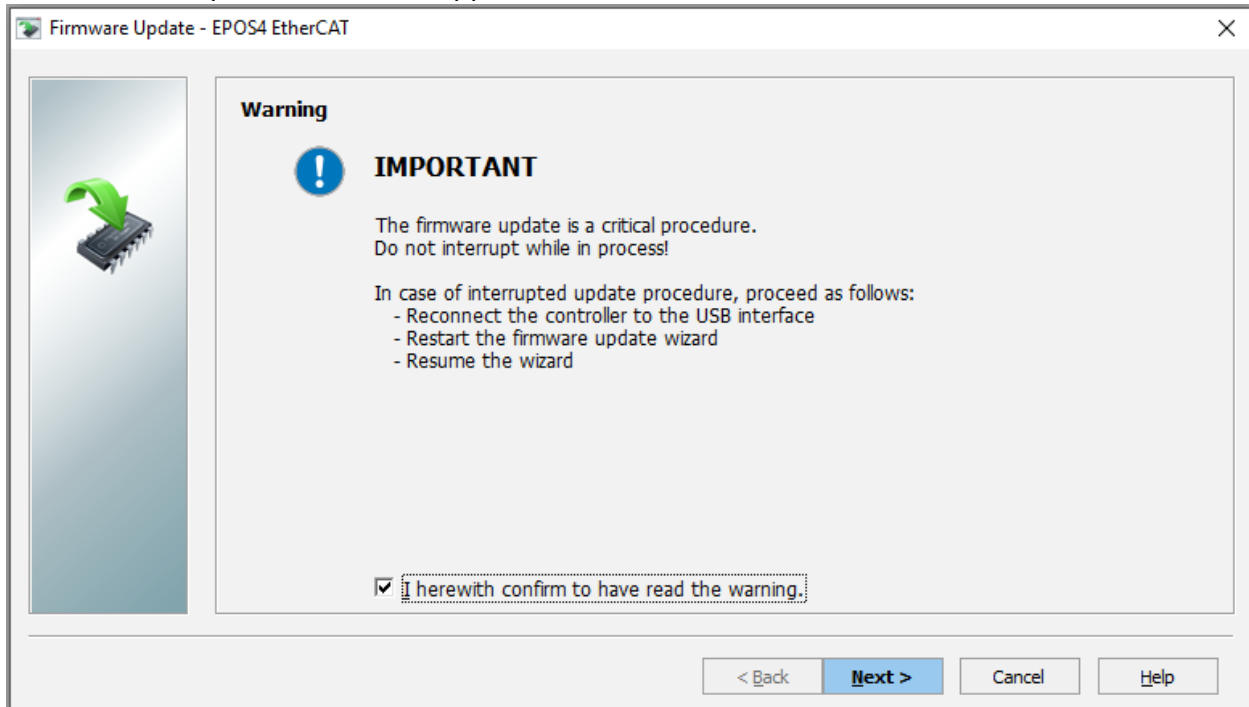 Firmware Update - EPOS4 EtherCAT
Warning
IMPORTANT
The firmware update is a critical procedure.
Do not interrupt while in process!
In case of interrupted update procedure, proceed as follows:
- Reconnect the controller to the USB interface
- Restart the firmware update wizard
- Resume the wizard
I herewith confirm to have read the warning.
< Back
Next >
Cancel
Help